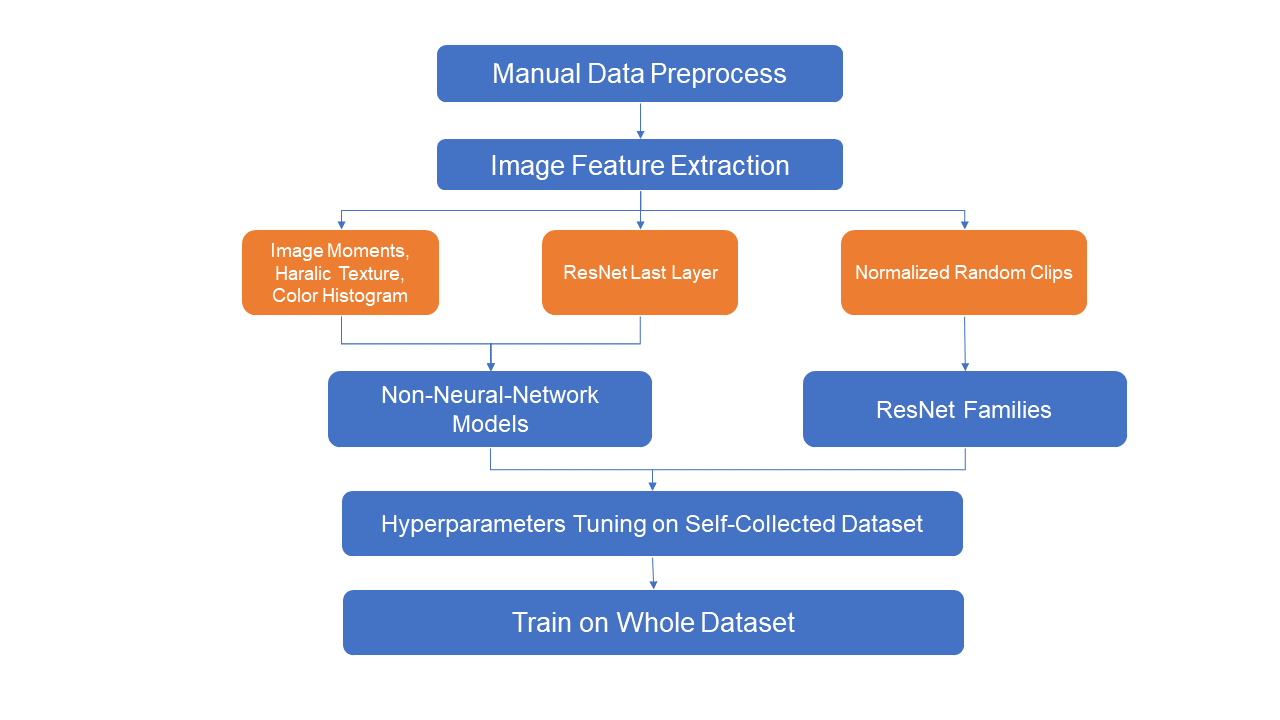 Manual Data Preprocess
Image Feature Extraction
Image Moments,
Haralic Texture,
Color Histogram
ResNet Last Layer
Normalized Random Clips
Non-Neural-Network
Models
ResNet Families
Hyperparameters Tuning on Self-Collected Dataset
Train on Whole Dataset